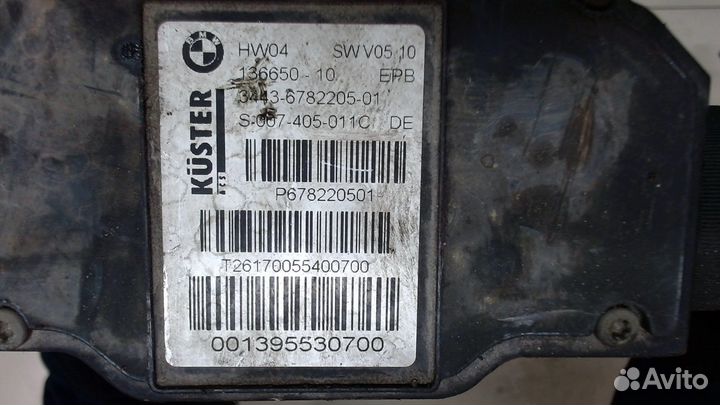 BMW
HW04 SW V05.10
136650 - 10 EPB
3443-6782205-01
S-007-405-011C DE
KÜSTER
acs
P678220501
T26170055400700
001395530700
Avito